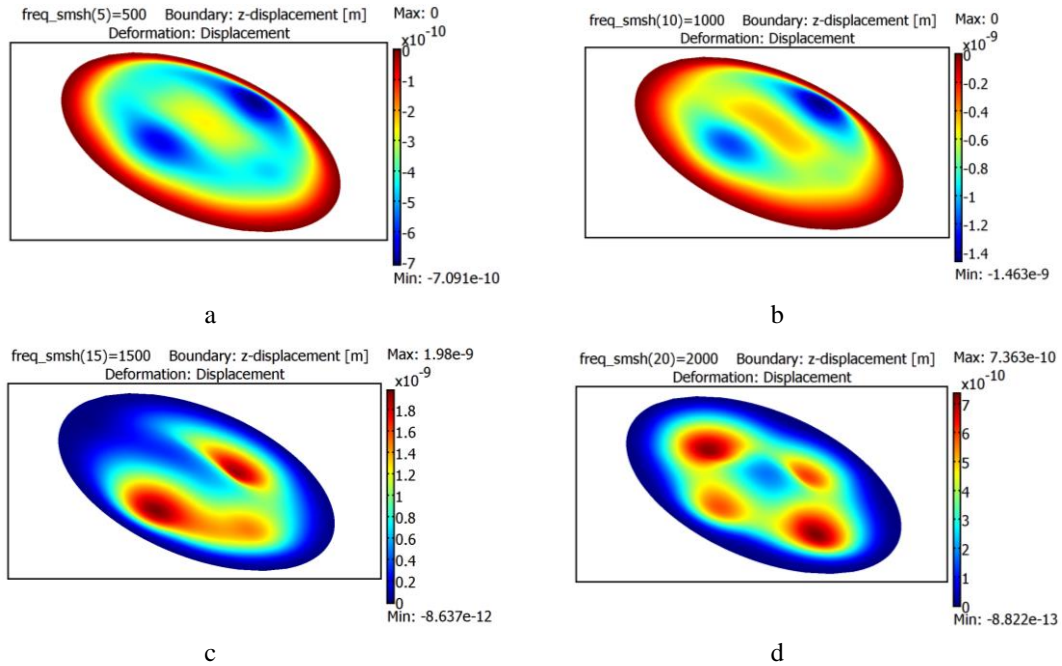 freq_smsh(5)=500 Boundary: z-displacement [m] Max: 0
Deformation: Displacement
x10⁻¹⁰
0
-1
-2
-3
-4
-5
-6
-7
Min: -7.091e-10
a
freq_smsh(10)=1000 Boundary: z-displacement [m] Max: 0
Deformation: Displacement
x10⁻⁹
0
-0.2
-0.4
-0.6
-0.8
-1
-1.2
-1.4
Min: -1.463e-9
b
freq_smsh(15)=1500 Boundary: z-displacement [m] Max: 1.98e-9
Deformation: Displacement
x10⁻⁹
1.8
1.6
1.4
1.2
1
0.8
0.6
0.4
0.2
0
Min: -8.637e-12
c
freq_smsh(20)=2000 Boundary: z-displacement [m] Max: 7.363e-10
Deformation: Displacement
x10⁻¹⁰
7
6
5
4
3
2
1
0
Min: -8.822e-13
d